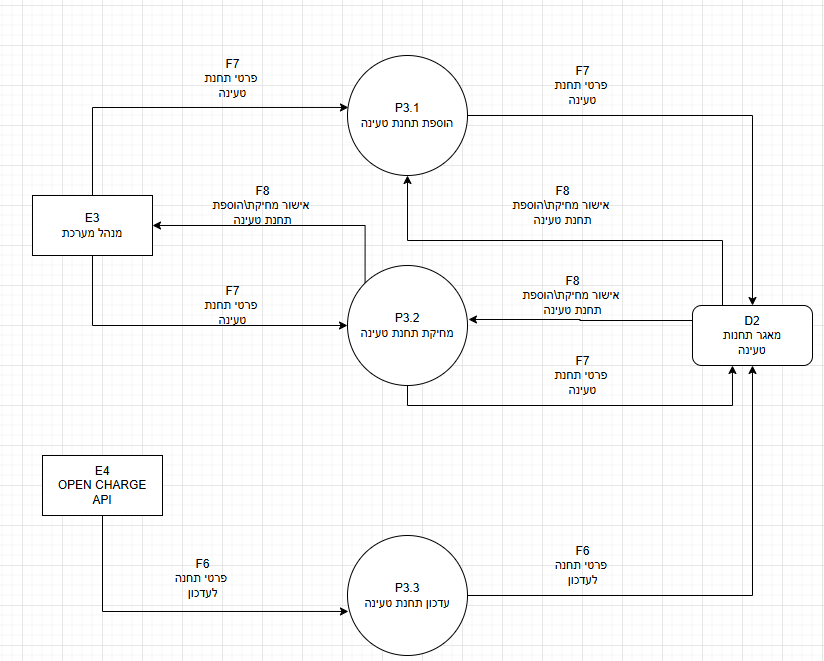 F7
פרטי תחנת
טעינה
P3.1
הוספת תחנת טעינה
F7
פרטי תחנת
טעינה
F8
אישור מחיקת\הוספת
תחנת טעינה
F8
אישור מחיקת\הוספת
תחנת טעינה
E3
מנהל מערכת
F7
פרטי תחנת
טעינה
P3.2
מחיקת תחנת טעינה
F8
אישור מחיקת\הוספת
תחנת טעינה
D2
מאגר תחנות
טעינה
F7
פרטי תחנת
טעינה
E4
OPEN CHARGE
API
F6
פרטי תחנה
לעדכון
P3.3
עדכון תחנת טעינה
F6
פרטי תחנה
לעדכון